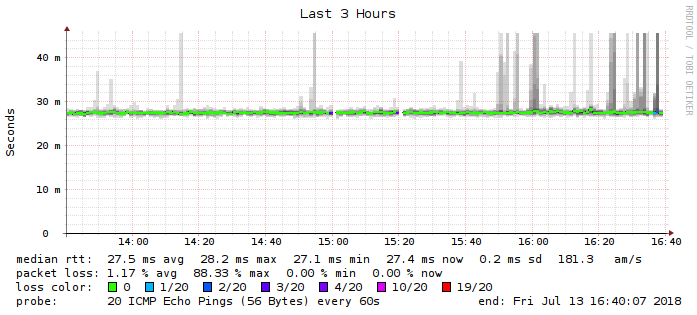 Last 3 Hours
RRDTOOL / TOBI OETIKER
Seconds
40 m
30 m
20 m
10 m
0
14:00 14:20 14:40 15:00 15:20 15:40 16:00 16:20 16:40
median rtt: 27.5 ms avg 28.2 ms max 27.1 ms min 27.4 ms now 0.2 ms sd 181.3 am/s
packet loss: 1.17 % avg 88.33 % max 0.00 % min 0.00 % now
loss color: 0 1/20 2/20 3/20 4/20 10/20 19/20
probe: 20 ICMP Echo Pings (56 Bytes) every 60s end: Fri Jul 13 16:40:07 2018